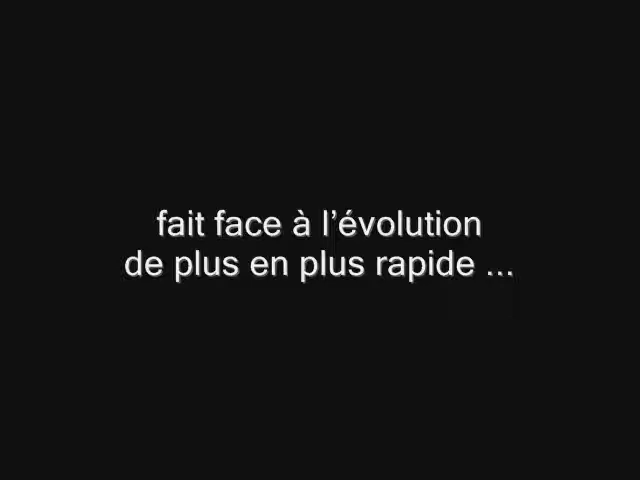 fait face à l’évolution
de plus en plus rapide ...